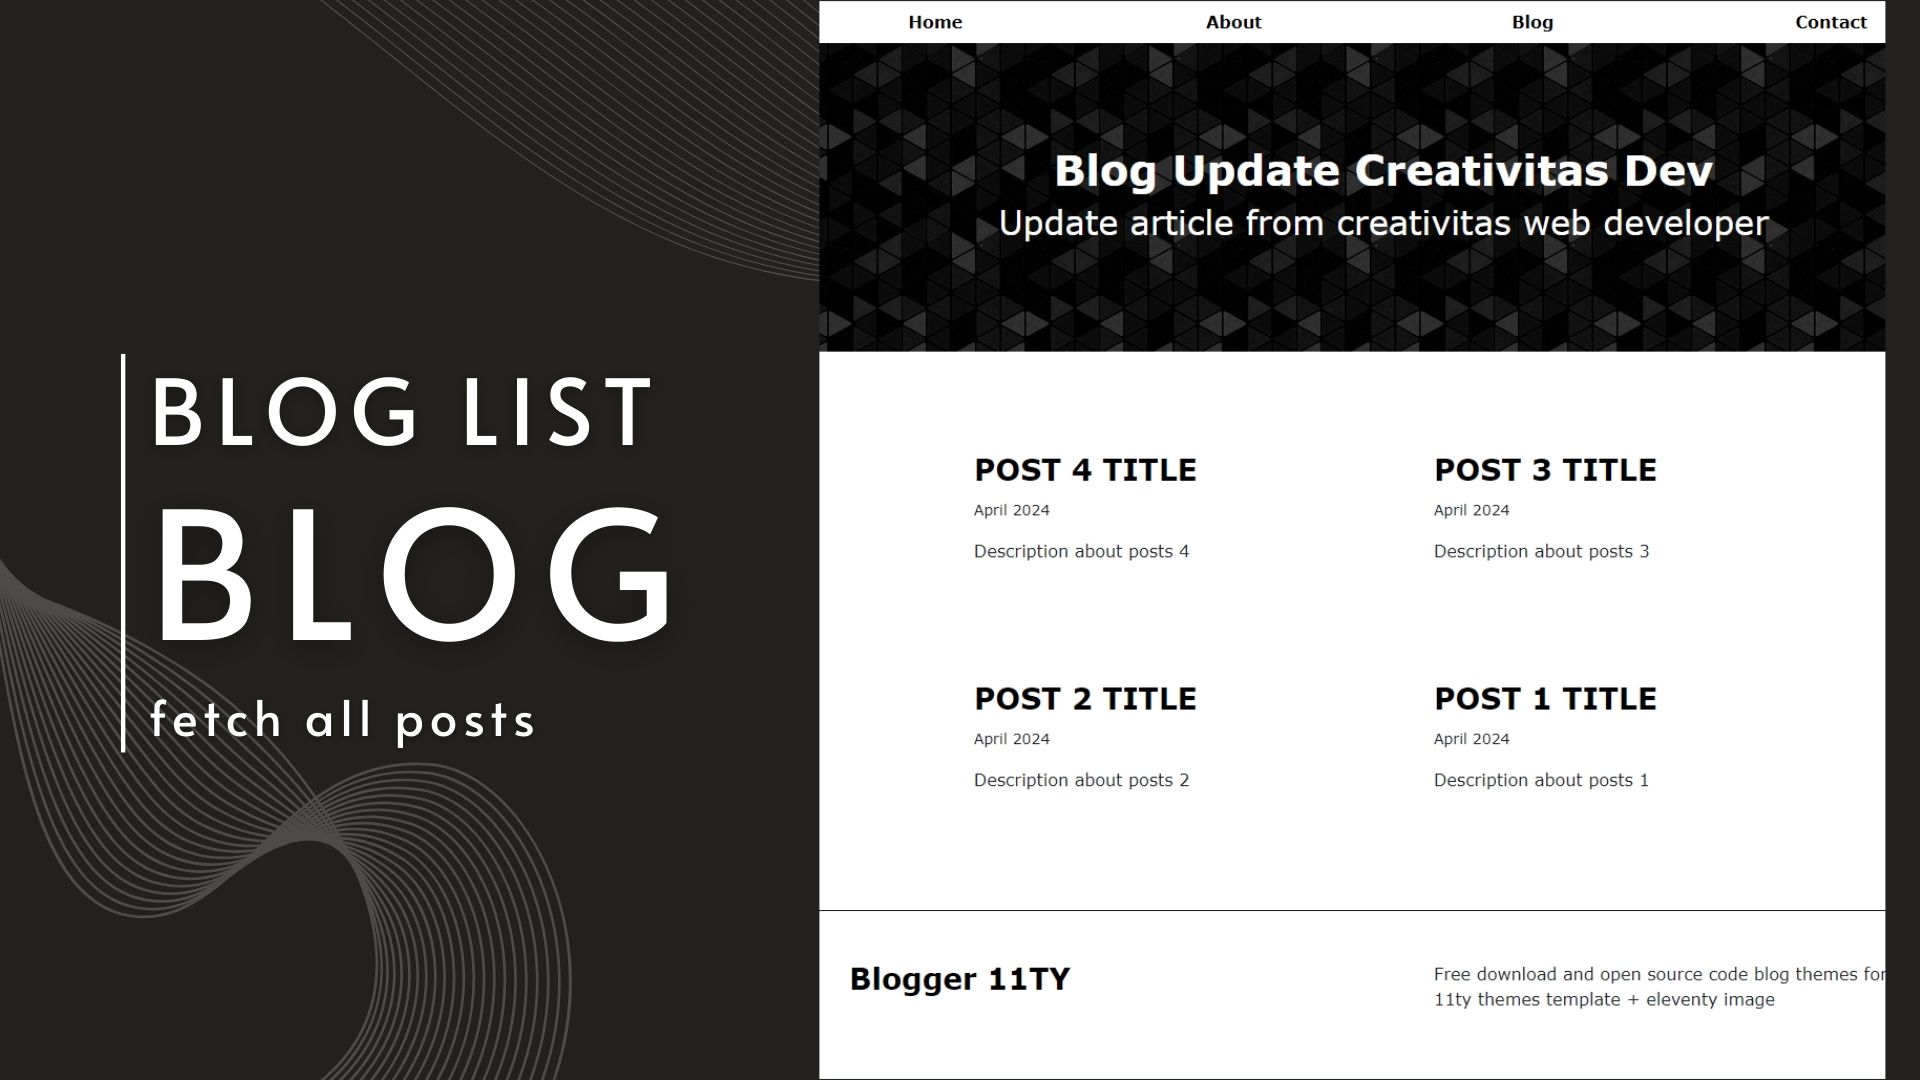 BLOG LIST
BLOG
fetch all posts
Home About Blog Contact
Blog Update Creativitas Dev
Update article from creativitas web developer
POST 4 TITLE
April 2024
Description about posts 4
POST 3 TITLE
April 2024
Description about posts 3
POST 2 TITLE
April 2024
Description about posts 2
POST 1 TITLE
April 2024
Description about posts 1
Blogger 11TY
Free download and open source code blog themes for
11ty themes template + eleventy image